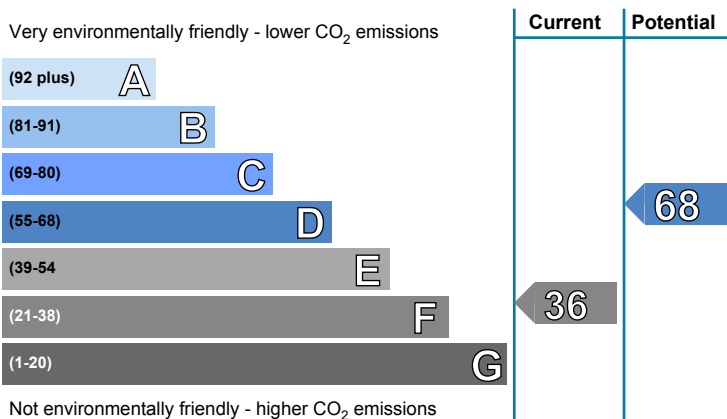 Current Potential
Very environmentally friendly - lower CO2 emissions
(92 plus) A
(81-91) B
(69-80) C
(55-68) D
68
(39-54 E
(21-38) F
36
(1-20) G
Not environmentally friendly - higher CO2 emissions